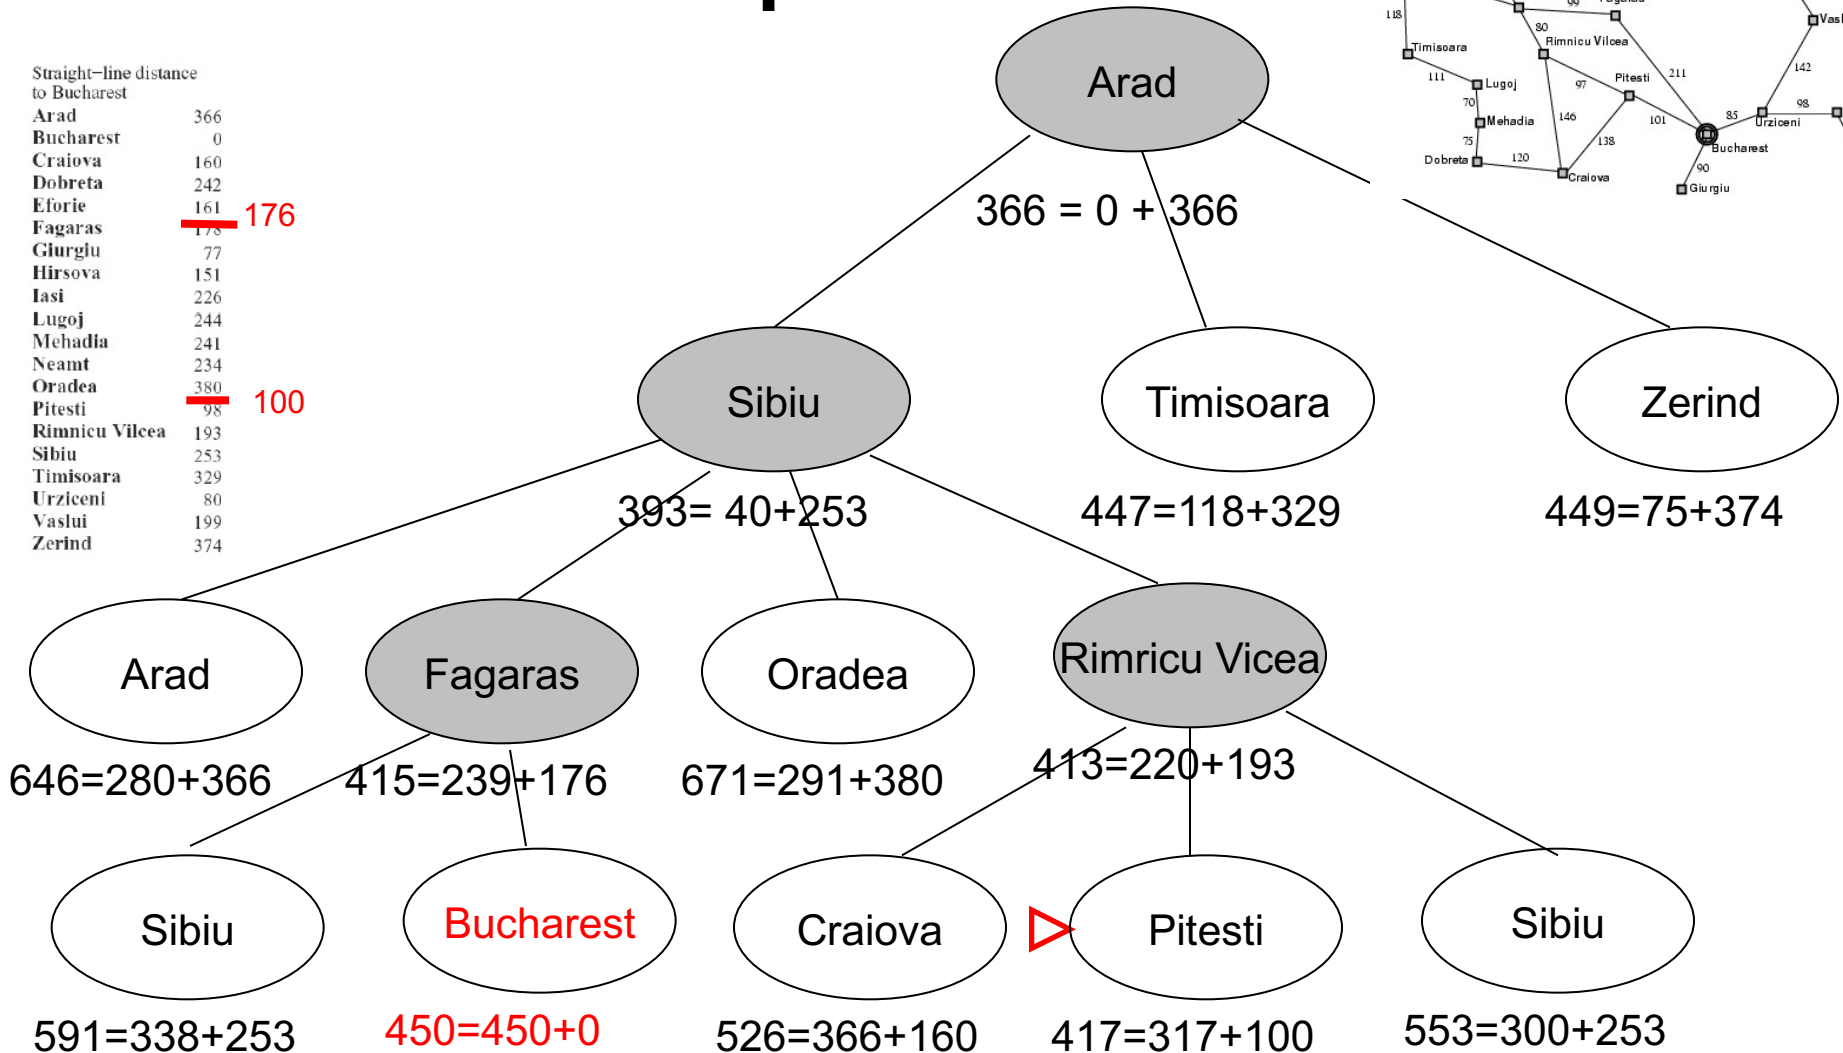 Straight-line distance
to Bucharest
Arad 366
Bucharest 0
Craiova 160
Dobreta 242
Eforie 161
176
Fagaras 178
Giurgiu 77
Hirsova 151
Iasi 226
Lugoj 244
Mehadia 241
Neamt 234
Oradea 380
100
Pitesti 98
Rimnicu Vilcea 193
Sibiu 253
Timisoara 329
Urziceni 80
Vaslui 199
Zerind 374
118
99
80
Timisoara
Rimnicu Vilcea
111
Lugoj
97
Pitesti
211
142
70
Mehadia
146
101
85
98
Urziceni
75
138
Bucharest
Dobreta
120
Craiova
90
Giurgiu
Arad
366 = 0 + 366
Sibiu
Timisoara
Zerind
393= 40+253
447=118+329
449=75+374
Arad
Fagaras
Oradea
Rimricu Vicea
646=280+366
415=239+176
671=291+380
413=220+193
Sibiu
Bucharest
Craiova
Pitesti
Sibiu
591=338+253
450=450+0
526=366+160
417=317+100
553=300+253